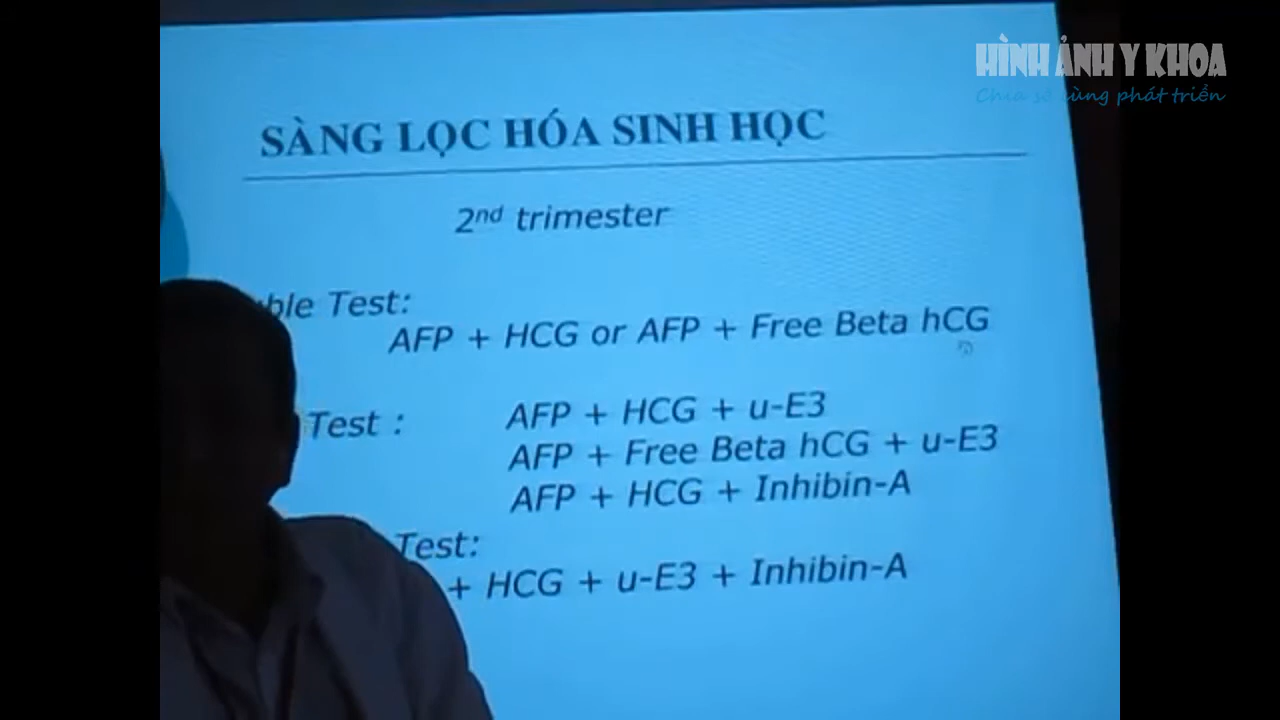 HÌNH ẢNH Y KHOA
Chia sẻ cùng phát triển
SÀNG LỌC HÓA SINH HỌC
2nd trimester
Test:
AFP + HCG or AFP + Free Beta hCG
Test :
AFP + HCG + u-E3
AFP + Free Beta hCG + u-E3
AFP + HCG + Inhibin-A
Test:
+ HCG + u-E3 + Inhibin-A